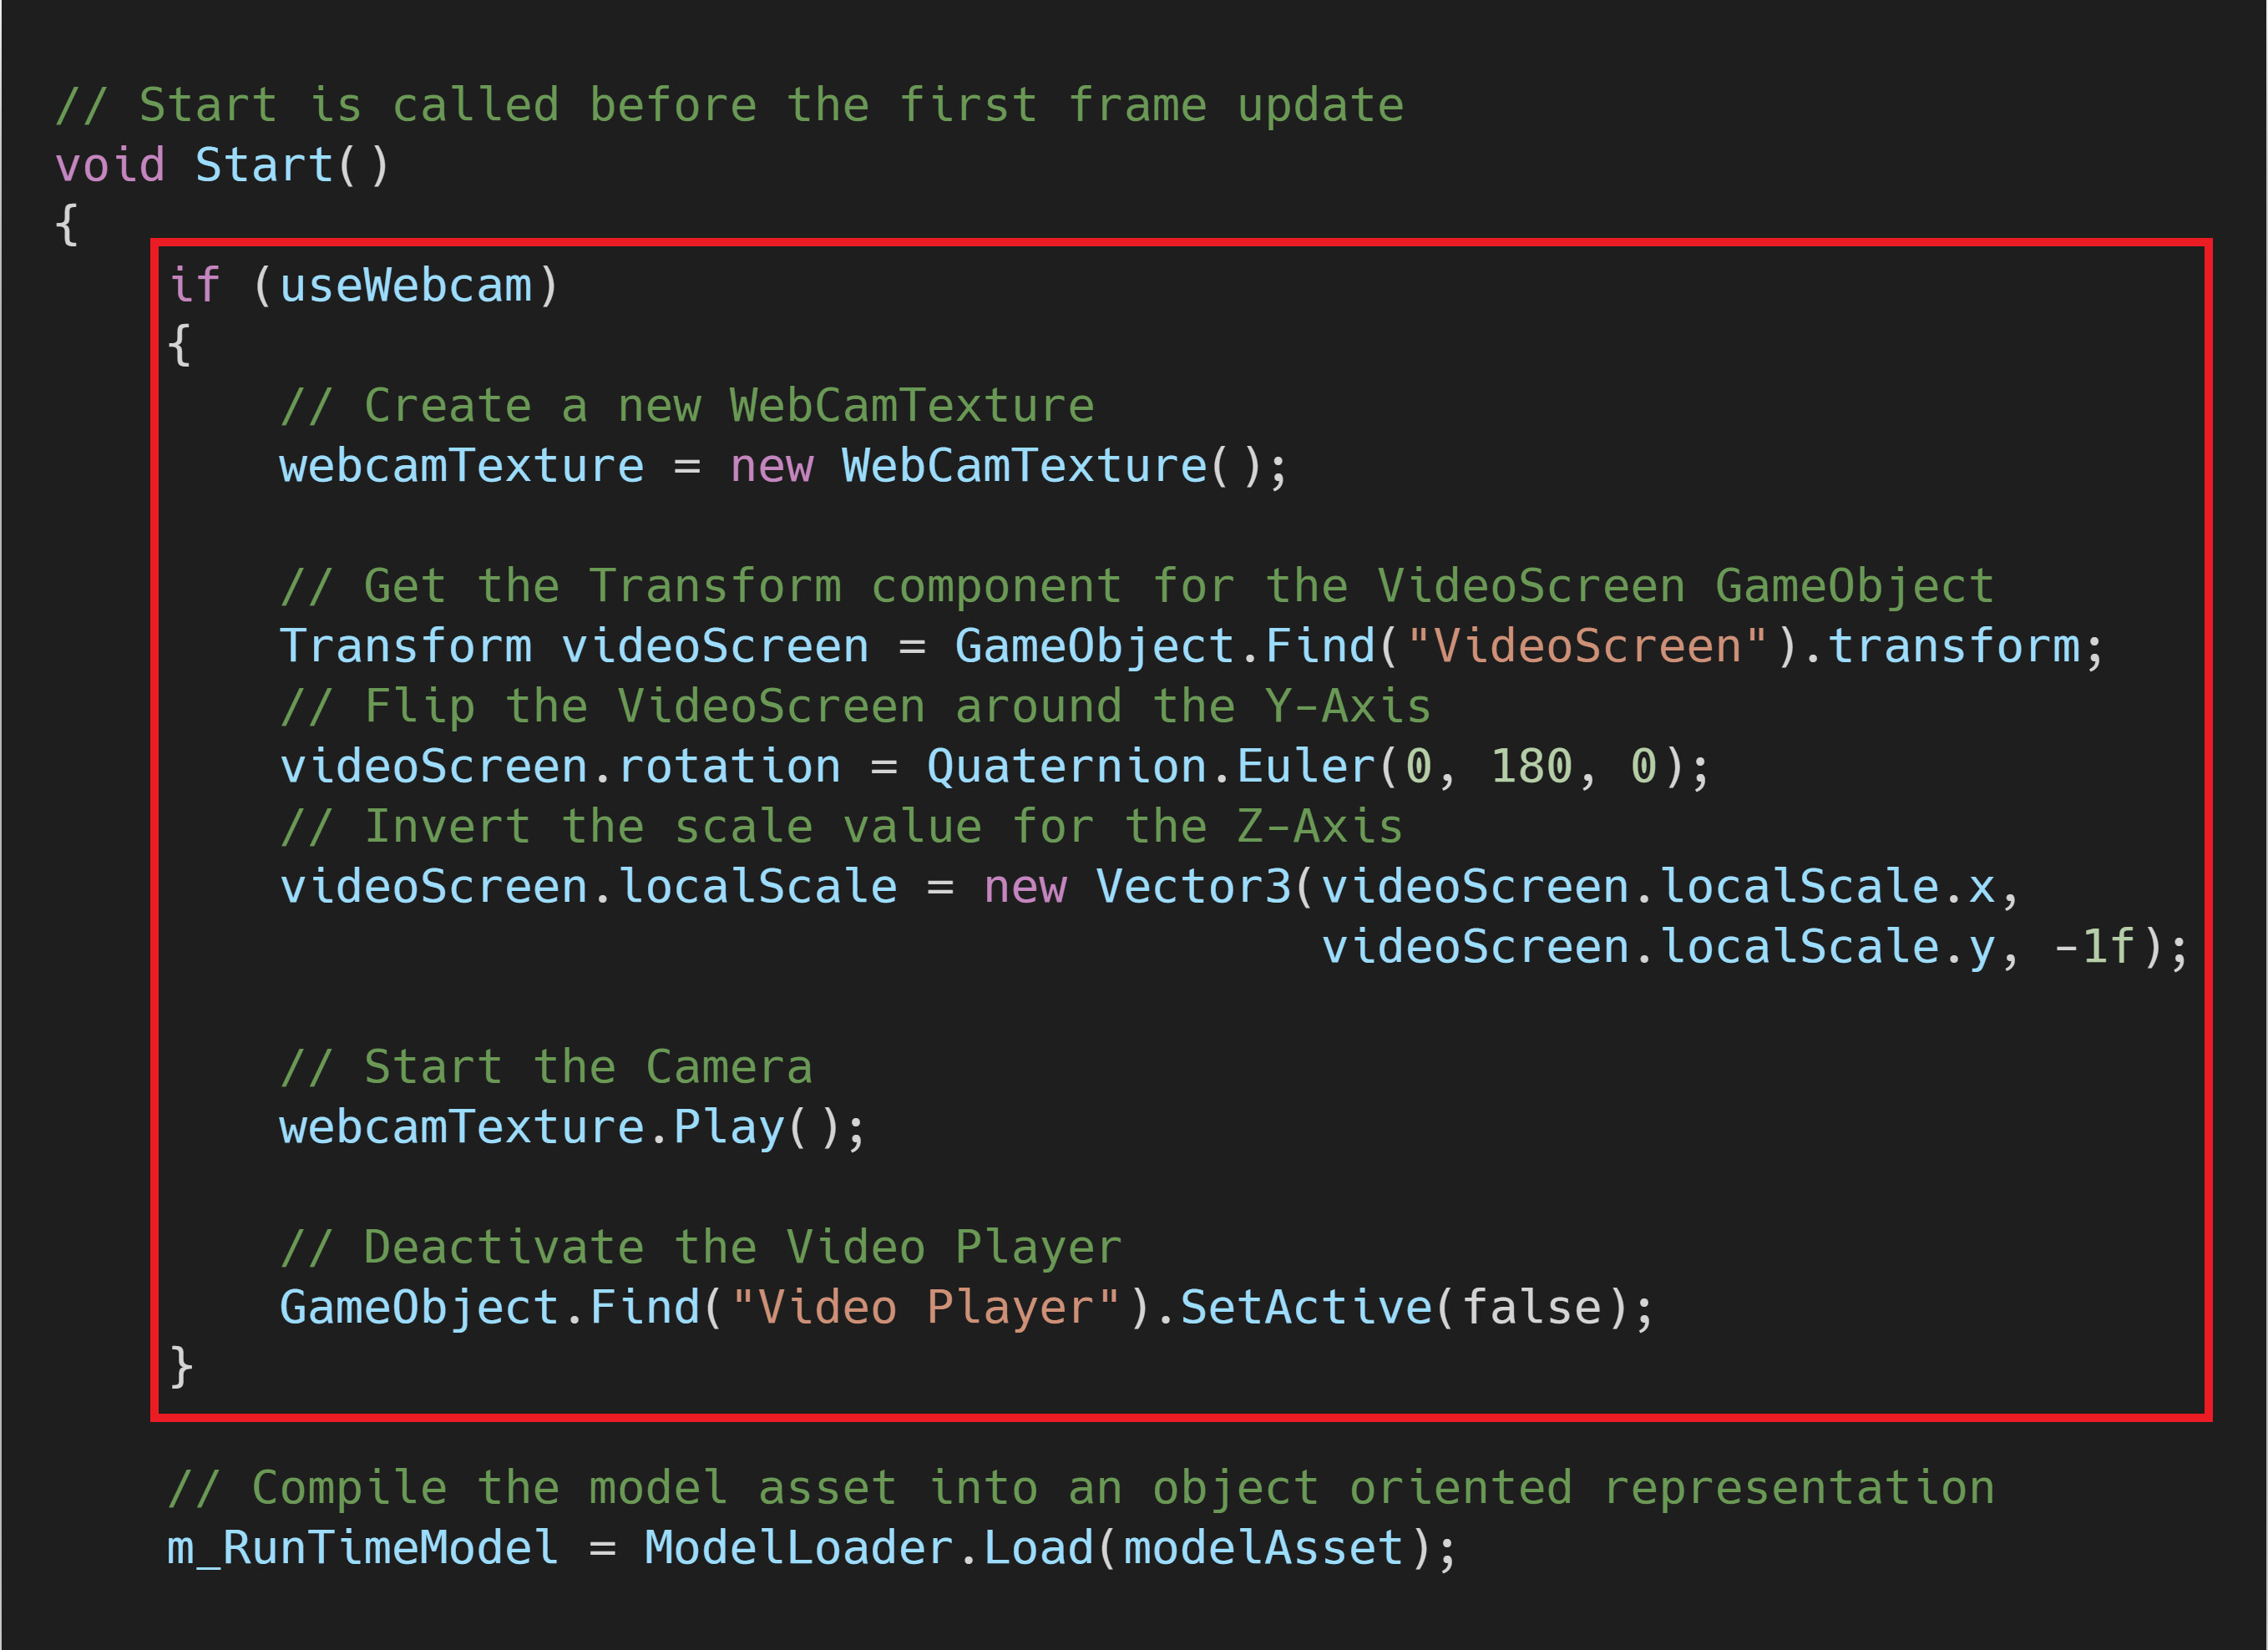 // Start is called before the first frame update
void Start()
{
    if (useWebcam)
    {
        // Create a new WebCamTexture
        webcamTexture = new WebCamTexture();

        // Get the Transform component for the VideoScreen GameObject
        Transform videoScreen = GameObject.Find("VideoScreen").transform;
        // Flip the VideoScreen around the Y-Axis
        videoScreen.rotation = Quaternion.Euler(0, 180, 0);
        // Invert the scale value for the Z-Axis
        videoScreen.localScale = new Vector3(videoScreen.localScale.x,
                                             videoScreen.localScale.y, -1f);

        // Start the Camera
        webcamTexture.Play();

        // Deactivate the Video Player
        GameObject.Find("Video Player").SetActive(false);
    }

    // Compile the model asset into an object oriented representation
    m_RunTimeModel = ModelLoader.Load(modelAsset);